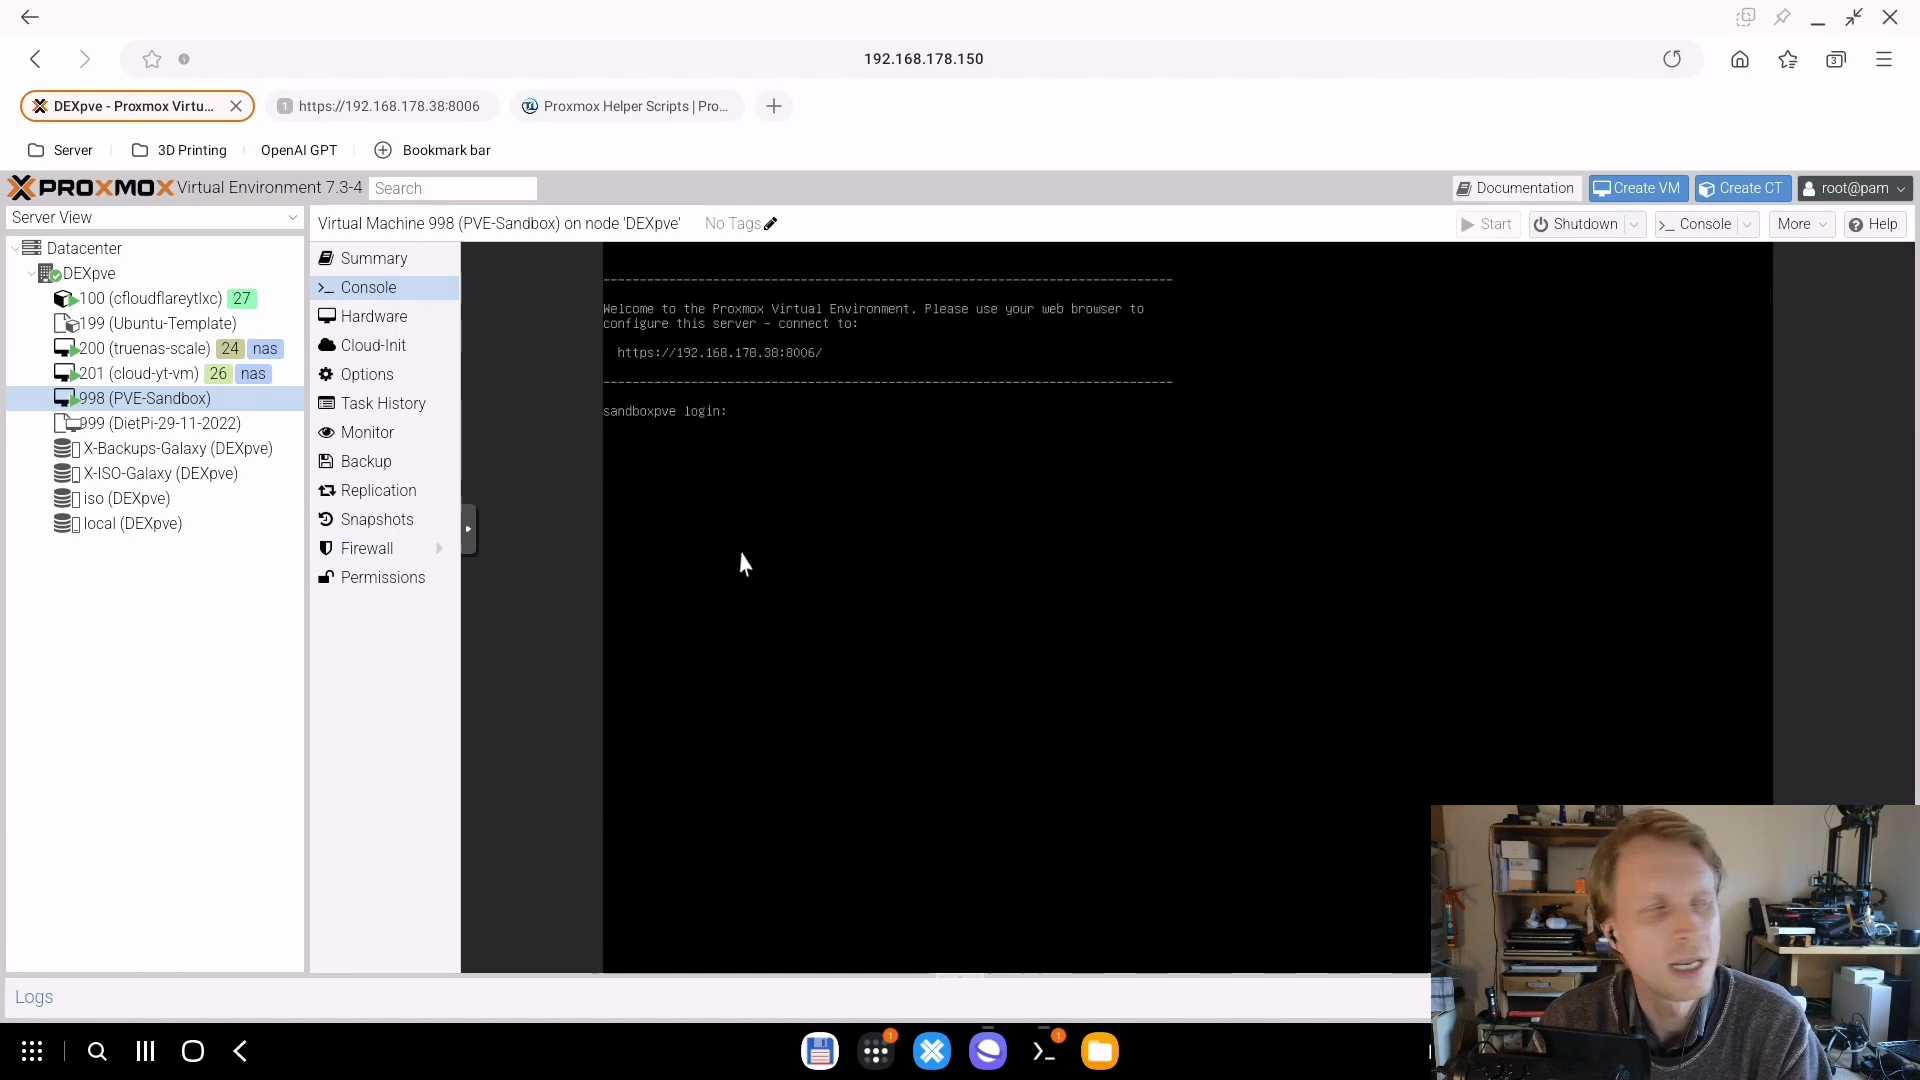 192.168.178.150
3
DEXpve - Proxmox Virtu...
1
https://192.168.178.38:8006
Proxmox Helper Scripts | Pro...
Server
3D Printing
OpenAI GPT
Bookmark bar
PROXMOX Virtual Environment 7.3-4
Search
Documentation
Create VM
Create CT
root@pam
Server View
Virtual Machine 998 (PVE-Sandbox) on node 'DEXpve'
No Tags
Start
Shutdown
Console
More
Help
Datacenter
DEXpve
100 (cfloudflareytlxc) 27
199 (Ubuntu-Template)
200 (truenas-scale) 24 nas
201 (cloud-yt-vm) 26 nas
998 (PVE-Sandbox)
999 (DietPi-29-11-2022)
X-Backups-Galaxy (DEXpve)
X-ISO-Galaxy (DEXpve)
iso (DEXpve)
local (DEXpve)
Summary
Console
Hardware
Cloud-Init
Options
Task History
Monitor
Backup
Replication
Snapshots
Firewall
Permissions
--------------------------------------------------------------------------------
Welcome to the Proxmox Virtual Environment. Please use your web browser to
configure this server - connect to:
https://192.168.178.38:8006/
--------------------------------------------------------------------------------
sandboxpve login:
Logs
1
1